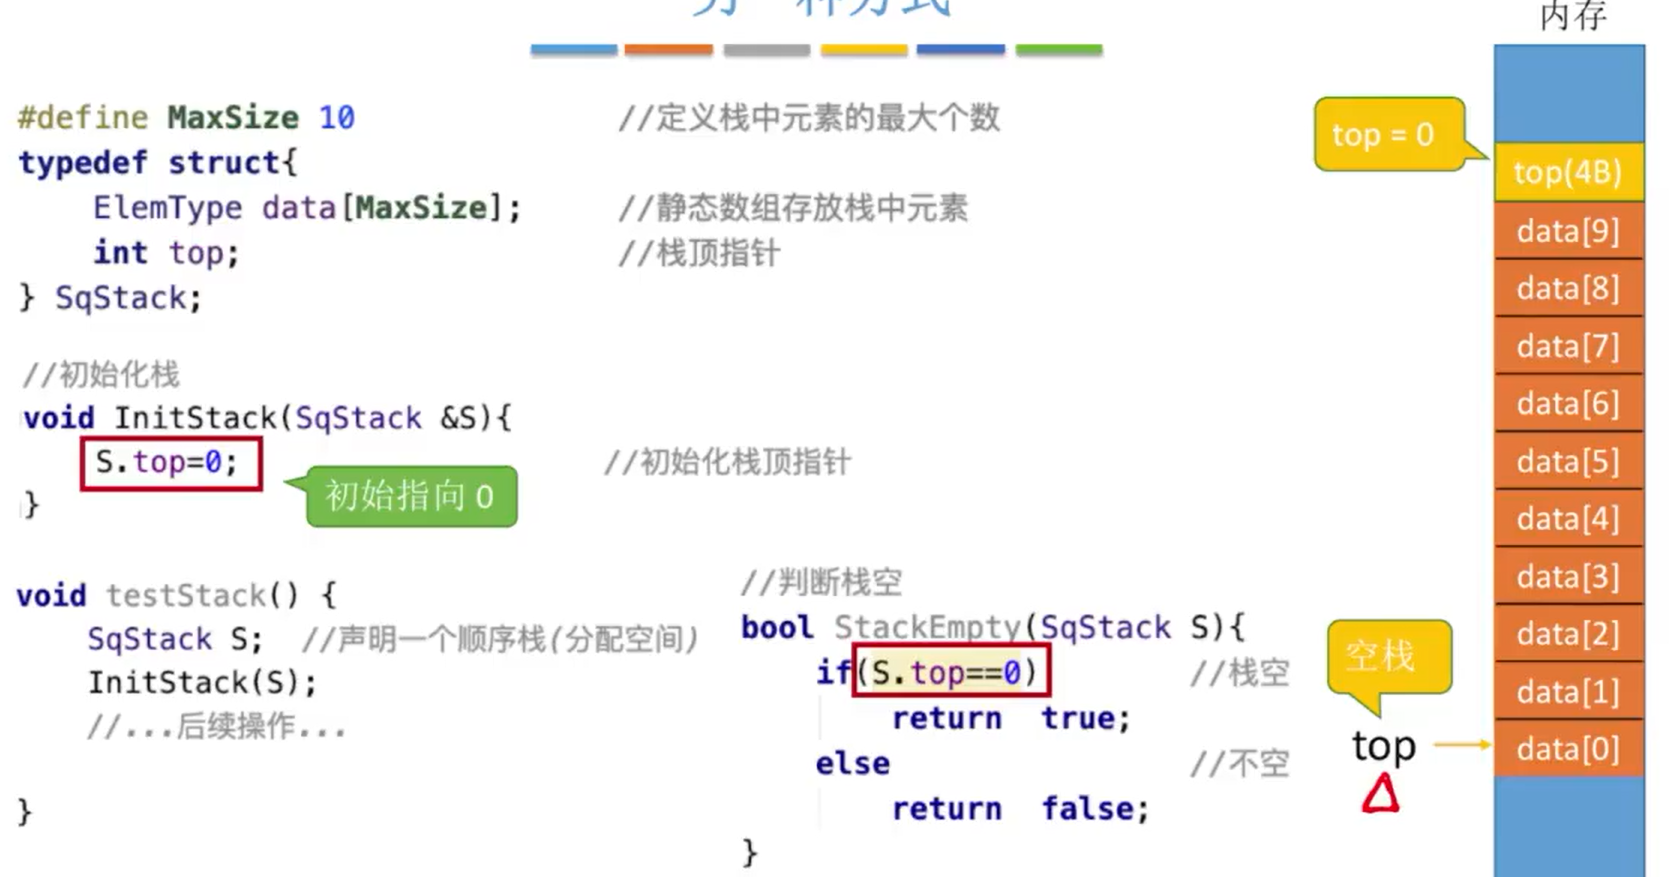 另一种方式
内存
#define MaxSize 10 //定义栈中元素的最大个数
typedef struct{
ElemType data[MaxSize]; //静态数组存放栈中元素
int top; //栈顶指针
} SqStack;
//初始化栈
void InitStack(SqStack &S){
S.top=0; //初始化栈顶指针
初始指向 0
}
void testStack() {
SqStack S; //声明一个顺序栈(分配空间)
InitStack(S);
//...后续操作...
}
//判断栈空
bool StackEmpty(SqStack S){
if(S.top==0) //栈空
return true;
else //不空
return false;
}
top = 0
top(4B)
data[9]
data[8]
data[7]
data[6]
data[5]
data[4]
data[3]
data[2]
data[1]
data[0]
空栈
top